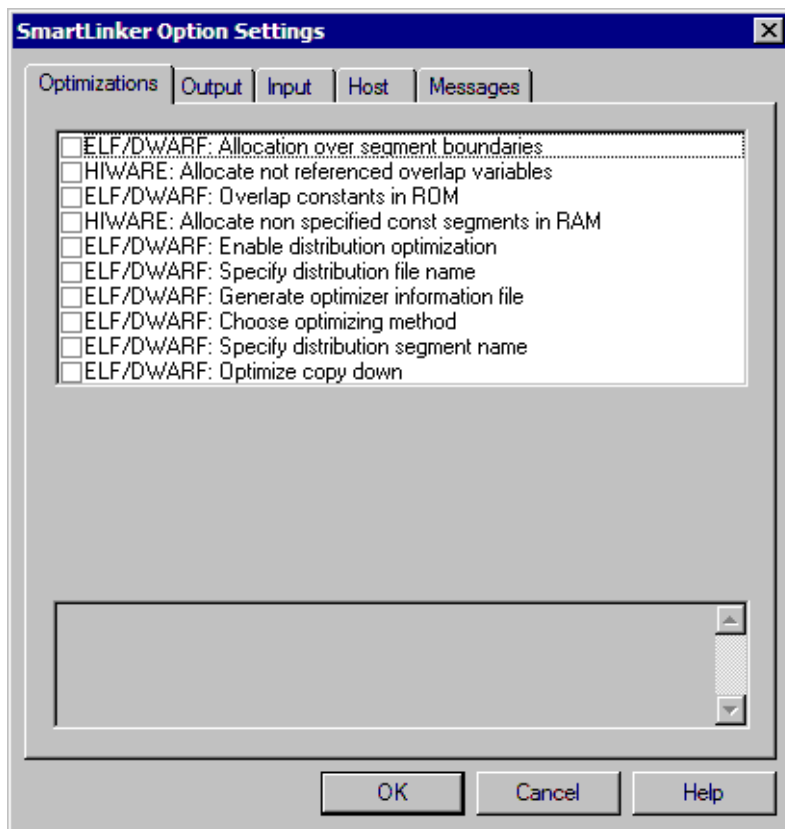 SmartLinker Option Settings
Optimizations Output Input Host Messages
ELF/DWARF: Allocation over segment boundaries
HIWARE: Allocate not referenced overlap variables
ELF/DWARF: Overlap constants in ROM
HIWARE: Allocate non specified const segments in RAM
ELF/DWARF: Enable distribution optimization
ELF/DWARF: Specify distribution file name
ELF/DWARF: Generate optimizer information file
ELF/DWARF: Choose optimizing method
ELF/DWARF: Specify distribution segment name
ELF/DWARF: Optimize copy down
OK Cancel Help